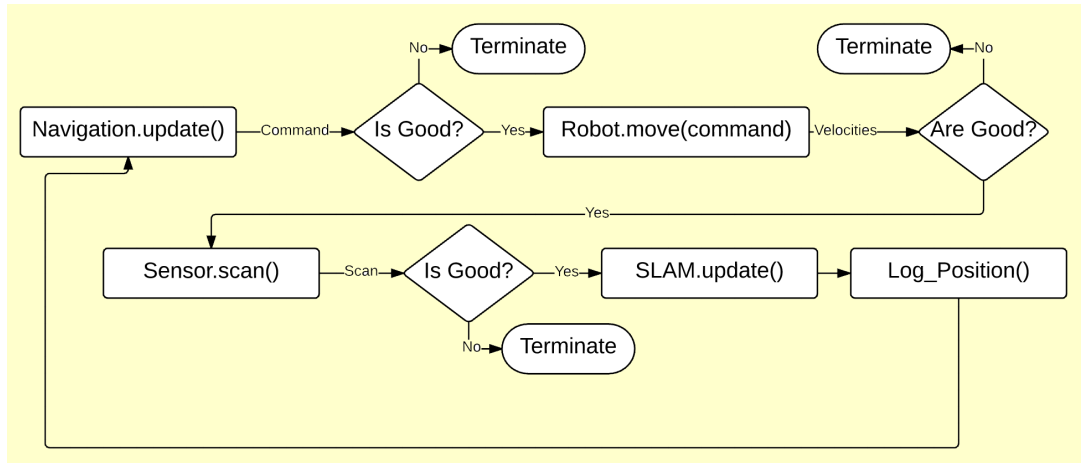 No
Terminate
Terminate
No
Navigation.update()
Command
Is Good?
Yes
Robot.move(command)
Velocities
Are Good?
Yes
Sensor.scan()
Scan
Is Good?
Yes
SLAM.update()
Log_Position()
No
Terminate